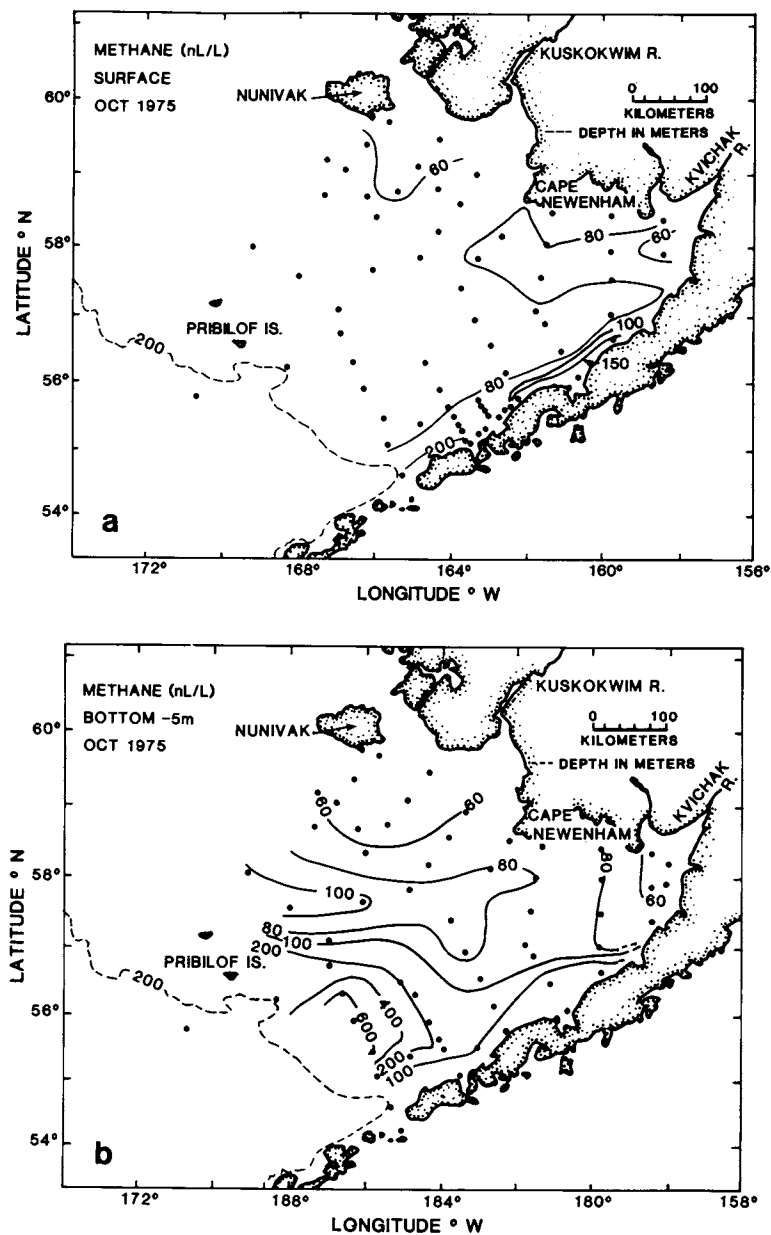 METHANE (nL/L)
SURFACE
OCT 1975
KUSKOKWIM R.
NUNIVAK
0 100
KILOMETERS
DEPTH IN METERS
KVICHAK R.
CAPE NEWENHAM
60
80
60
PRIBILOF IS.
200
100
150
80
200
a
60°
58°
56°
54°
LATITUDE ° N
172° 168° 164° 160° 156°
LONGITUDE ° W
METHANE (nL/L)
BOTTOM -5m
OCT 1975
KUSKOKWIM R.
NUNIVAK
0 100
KILOMETERS
DEPTH IN METERS
KVICHAK R.
CAPE NEWENHAM
60
60
80
80
60
100
80
100
200
PRIBILOF IS.
200
400
600
200
100
b
60°
58°
56°
54°
LATITUDE ° N
172° 188° 184° 180° 158°
LONGITUDE ° W